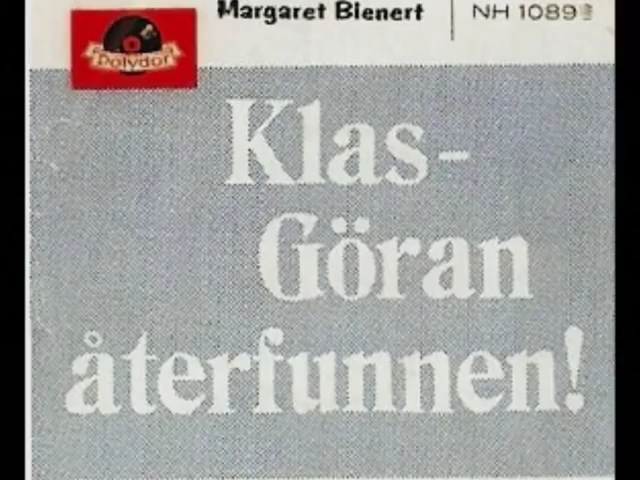 Margaret Bienert
NH 1089
Polydor
Klas-
Göran
återfunnen!